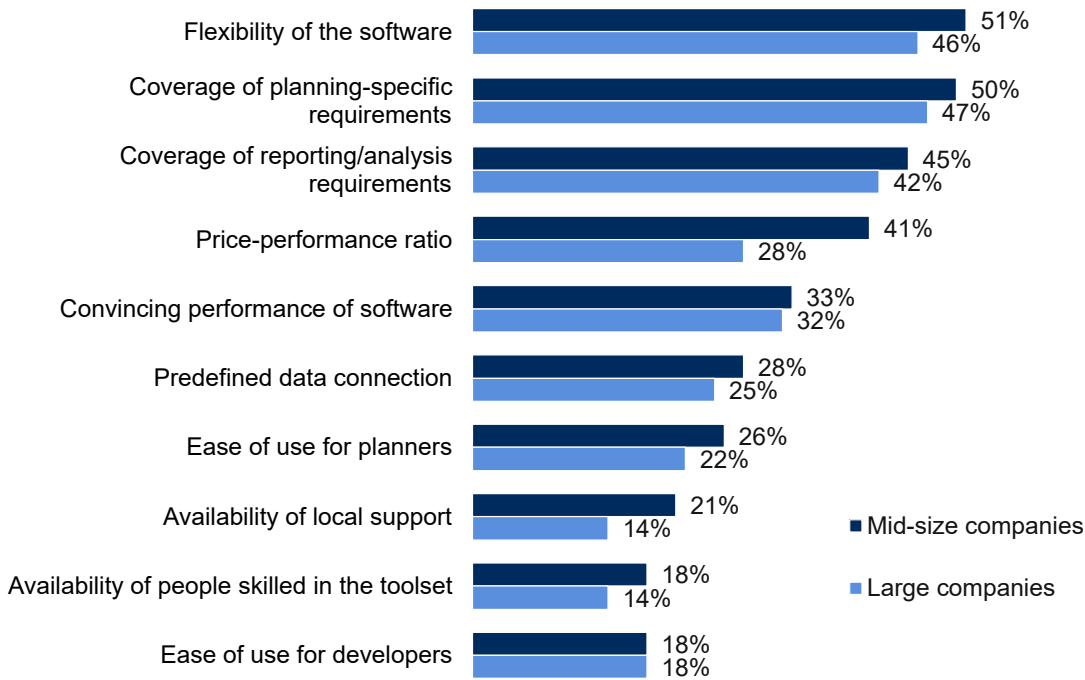 Flexibility of the software
51%
46%
Coverage of planning-specific
requirements
50%
47%
Coverage of reporting/analysis
requirements
45%
42%
Price-performance ratio
41%
28%
Convincing performance of software
33%
32%
Predefined data connection
28%
25%
Ease of use for planners
26%
22%
Availability of local support
21%
14%
Availability of people skilled in the toolset
18%
14%
Ease of use for developers
18%
18%
Mid-size companies
Large companies